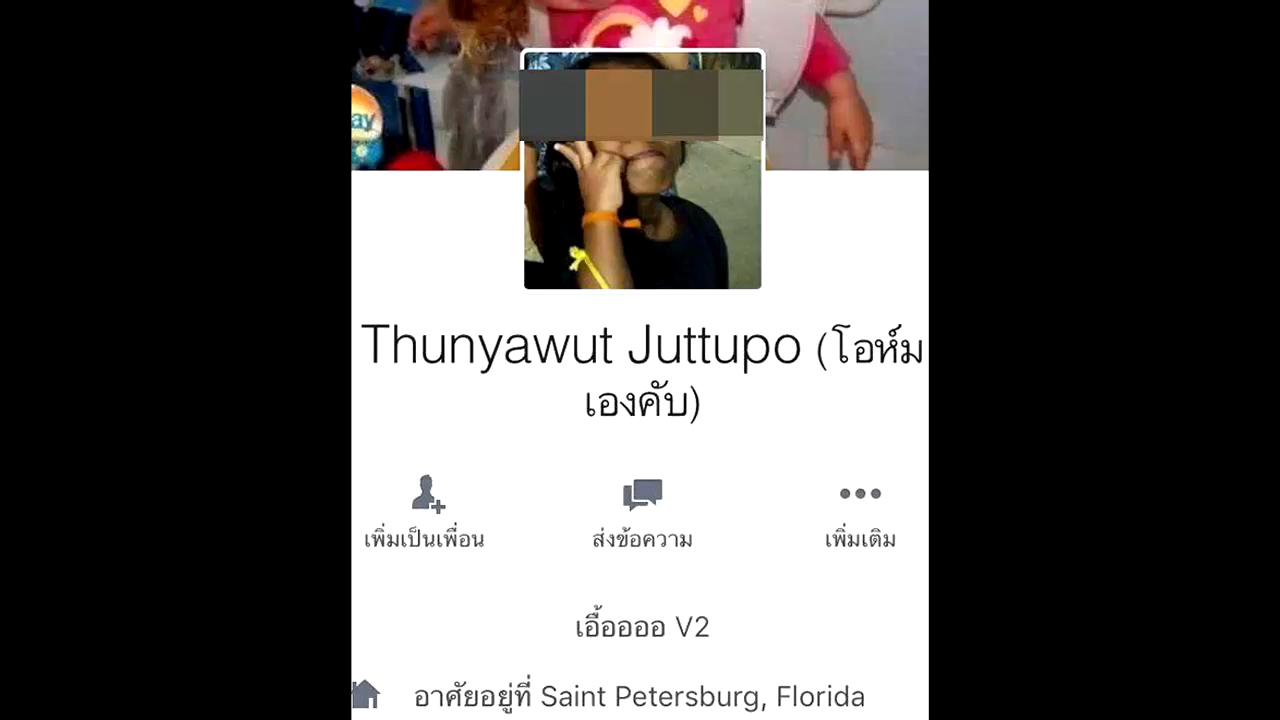 ay
Thunyawut Juttupo (โอห์ม
เองคับ)
เพิ่มเป็นเพื่อน ส่งข้อความ เพิ่มเติม
เอื้ออออ V2
อาศัยอยู่ที่ Saint Petersburg, Florida